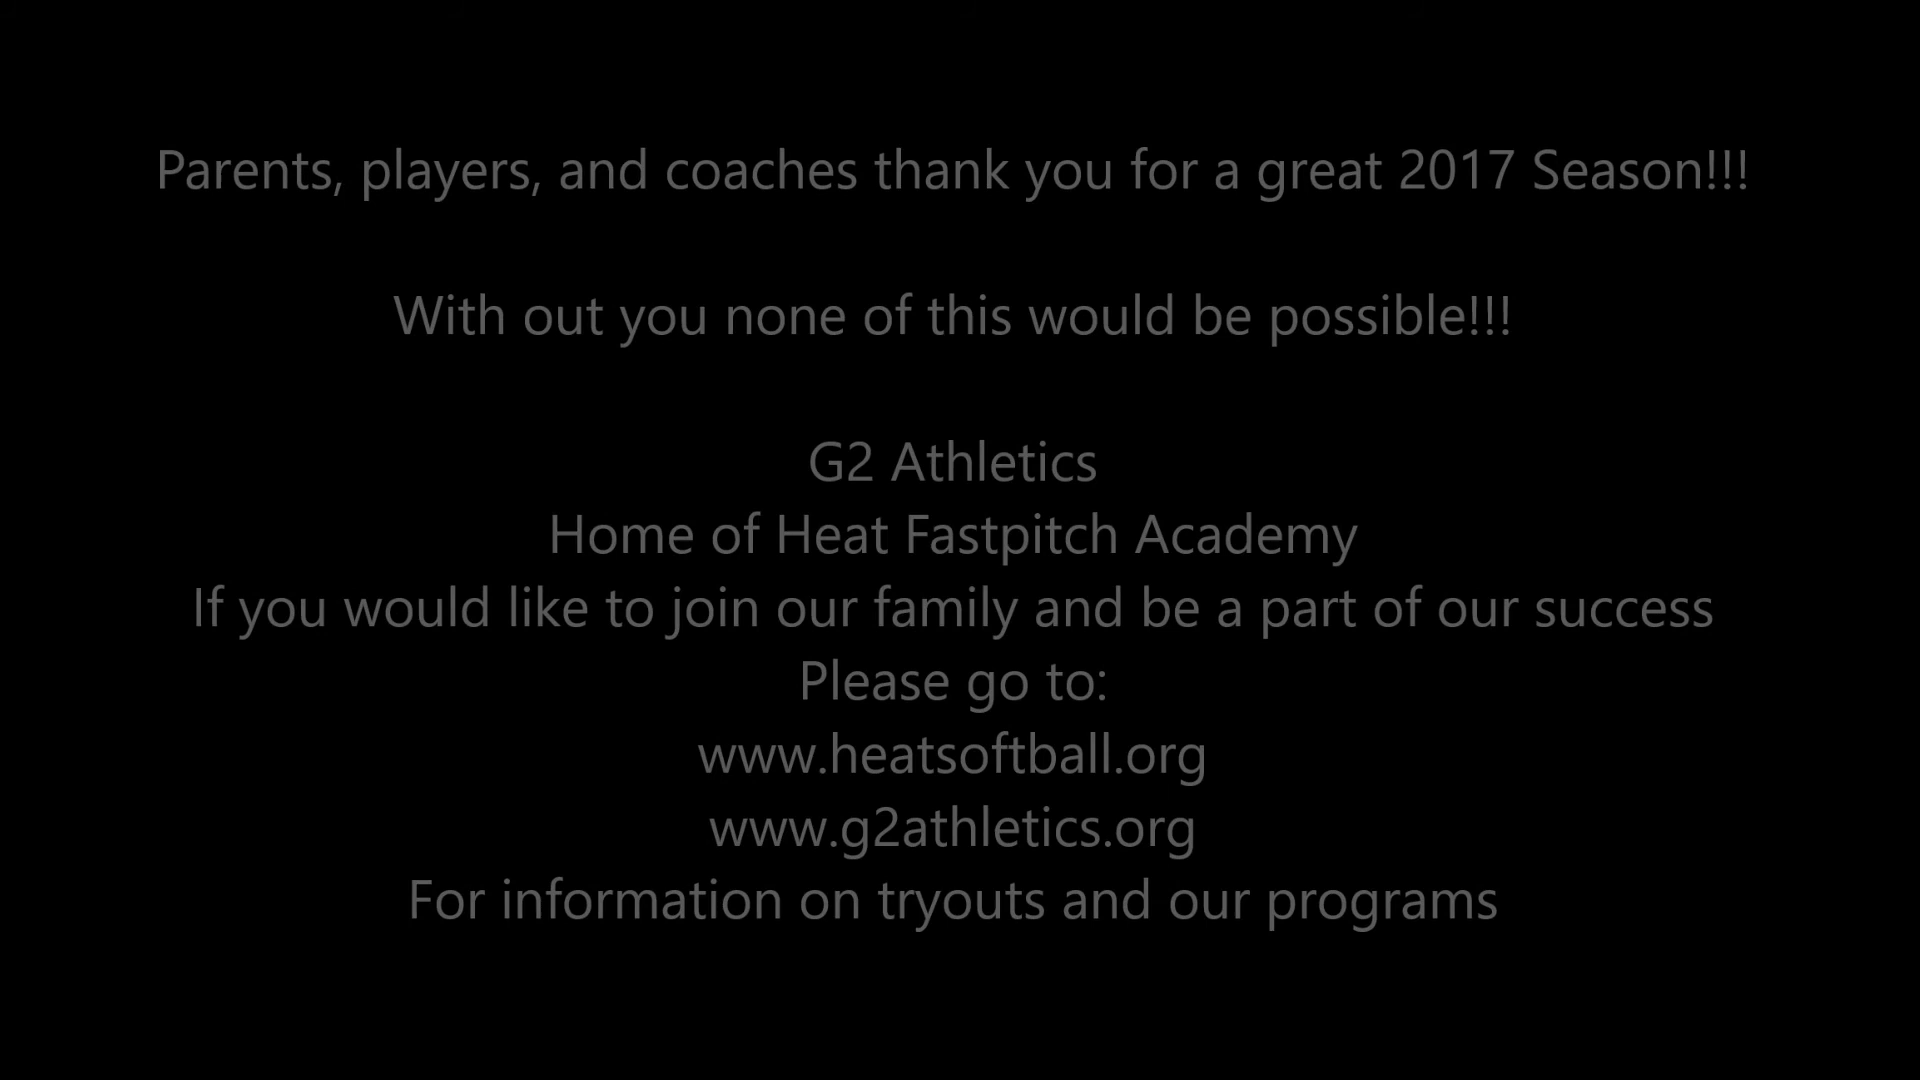 Parents, players, and coaches thank you for a great 2017 Season!!!
With out you none of this would be possible!!!
G2 Athletics
Home of Heat Fastpitch Academy
If you would like to join our family and be a part of our success
Please go to:
www.heatsoftball.org
www.g2athletics.org
For information on tryouts and our programs